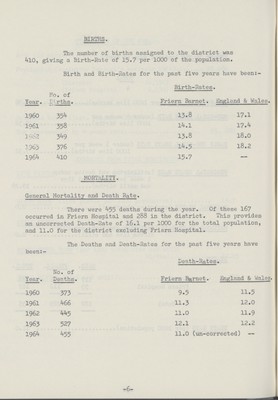 BIRTHS.
The number of births assigned to the district was
410, giving a Birth-Rate of 15.7 per 1000 of the population.
Birth and Birth-Rates for the past five years have been:-
Birth-Rates.
No. of
Year. Births. Friern Barnet. England & Wales.
1960 354 13.8 17.1
1961 358 14.1 17.4
1962 349 13.8 18.0
1963 376 14.5 18.2
1964 410 15.7 --
MORTALITY.
General Mortality and Death Rate.
There were 455 deaths during the year. Of these 167
occurred in Friern Hospital and 288 in the district. This provides
an uncorrected Death-Rate of 16.1 per 1000 for the total population,
and 11.0 for the district excluding Friern Hospital.
The Deaths and Death-Rates for the past five years have
been:-
Death-Rates.
No. of
Year. Deaths. Friern Barnet. England & Wales.
1960 373 9.5 11.5
1961 466 11.3 12.0
1962 445 11.0 11.9
1963 527 12.1 12.2
1964 455 11.0 (un-corrected) --
-6-